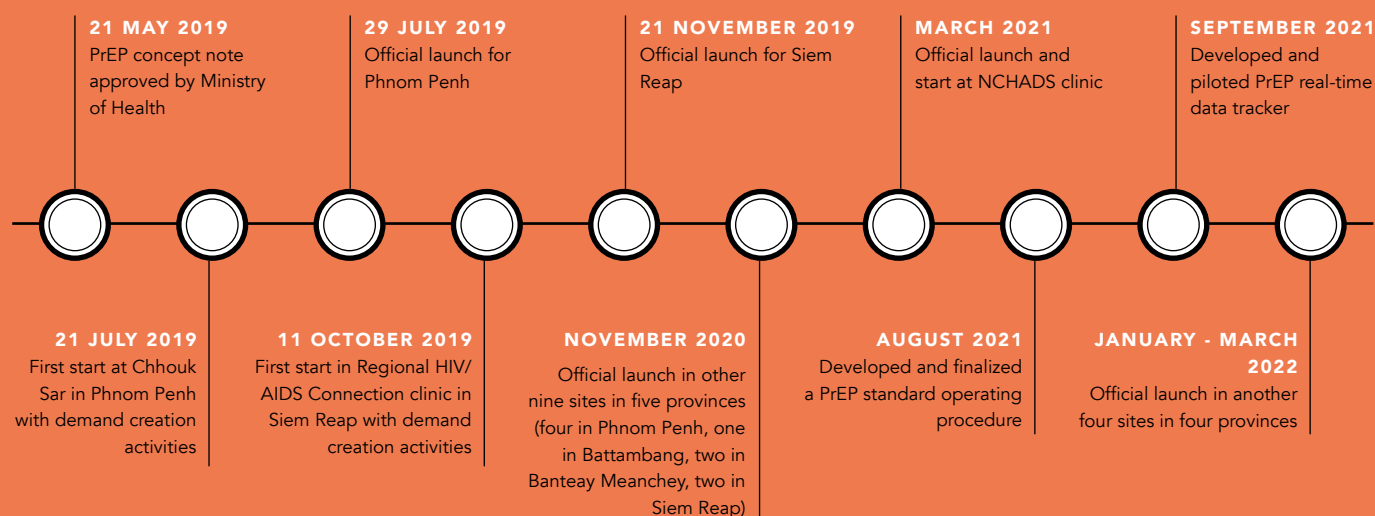 21 MAY 2019
PrEP concept note
approved by Ministry
of Health
21 JULY 2019
First start at Chhouk
Sar in Phnom Penh
with demand creation
activities
29 JULY 2019
Official launch for
Phnom Penh
11 OCTOBER 2019
First start in Regional HIV/
AIDS Connection clinic in
Siem Reap with demand
creation activities
21 NOVEMBER 2019
Official launch for Siem
Reap
NOVEMBER 2020
Official launch in other
nine sites in five provinces
(four in Phnom Penh, one
in Battambang, two in
Banteay Meanchey, two in
Siem Reap)
MARCH 2021
Official launch and
start at NCHADS clinic
AUGUST 2021
Developed and finalized
a PrEP standard operating
procedure
SEPTEMBER 2021
Developed and
piloted PrEP real-time
data tracker
JANUARY - MARCH
2022
Official launch in another
four sites in four provinces